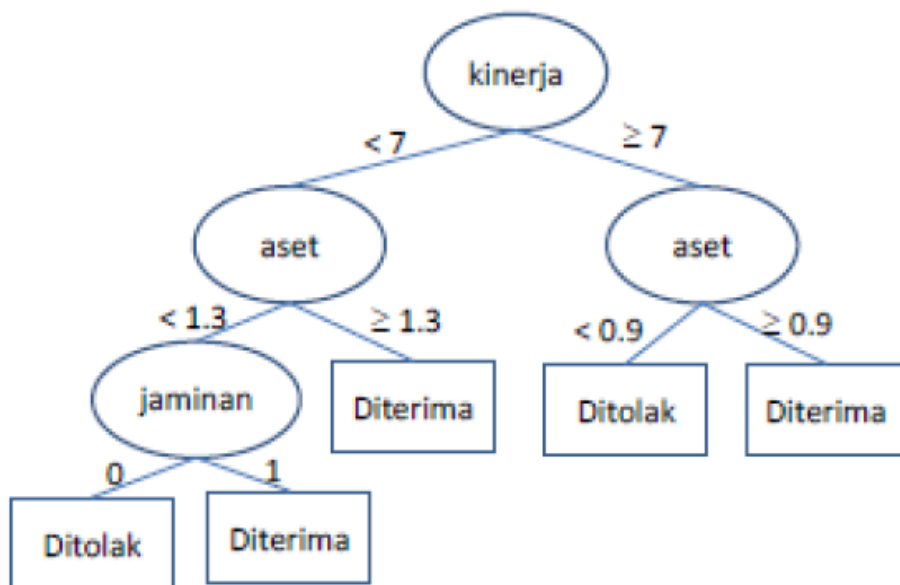 kinerja
< 7
≥ 7
aset
aset
< 1.3
≥ 1.3
< 0.9
≥ 0.9
jaminan
Diterima
Ditolak
Diterima
0
1
Ditolak
Diterima